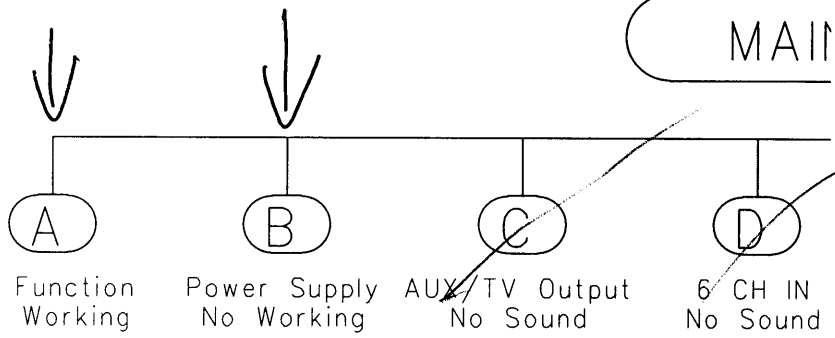 MAIN
A
B
C
D
Function
Working
Power Supply
No Working
AUX/TV Output
No Sound
6 CH IN
No Sound